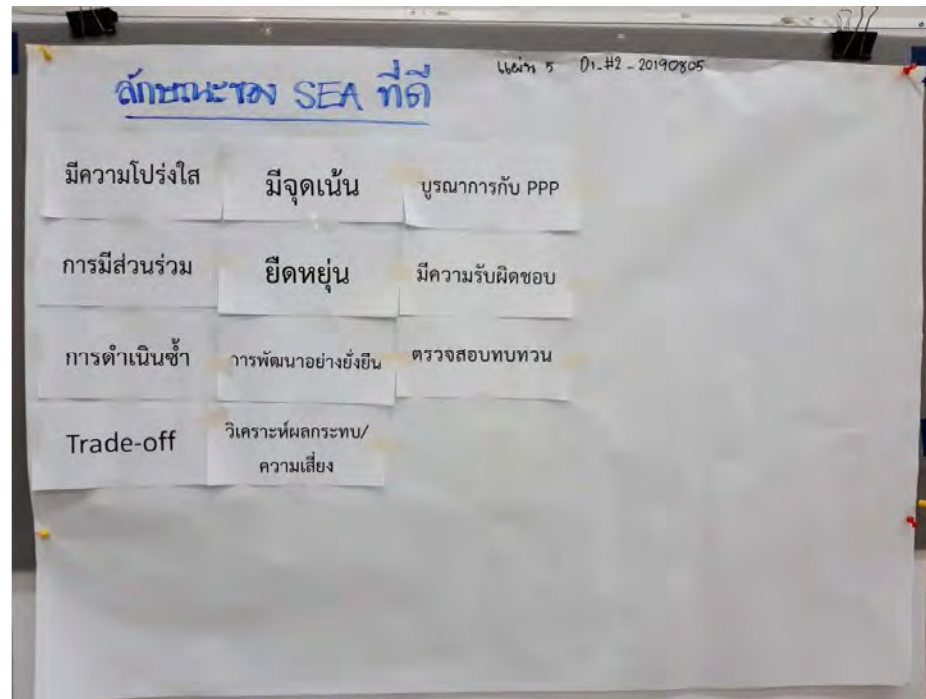 ลักษณะของ SEA ที่ดี
แผ่น 5 D1-#2-20190805
มีความโปร่งใส
มีจุดเน้น
บูรณาการกับ PPP
การมีส่วนร่วม
ยืดหยุ่น
มีความรับผิดชอบ
การดำเนินซ้ำ
การพัฒนาอย่างยั่งยืน
ตรวจสอบทบทวน
Trade-off
วิเคราะห์ผลกระทบ/
ความเสี่ยง